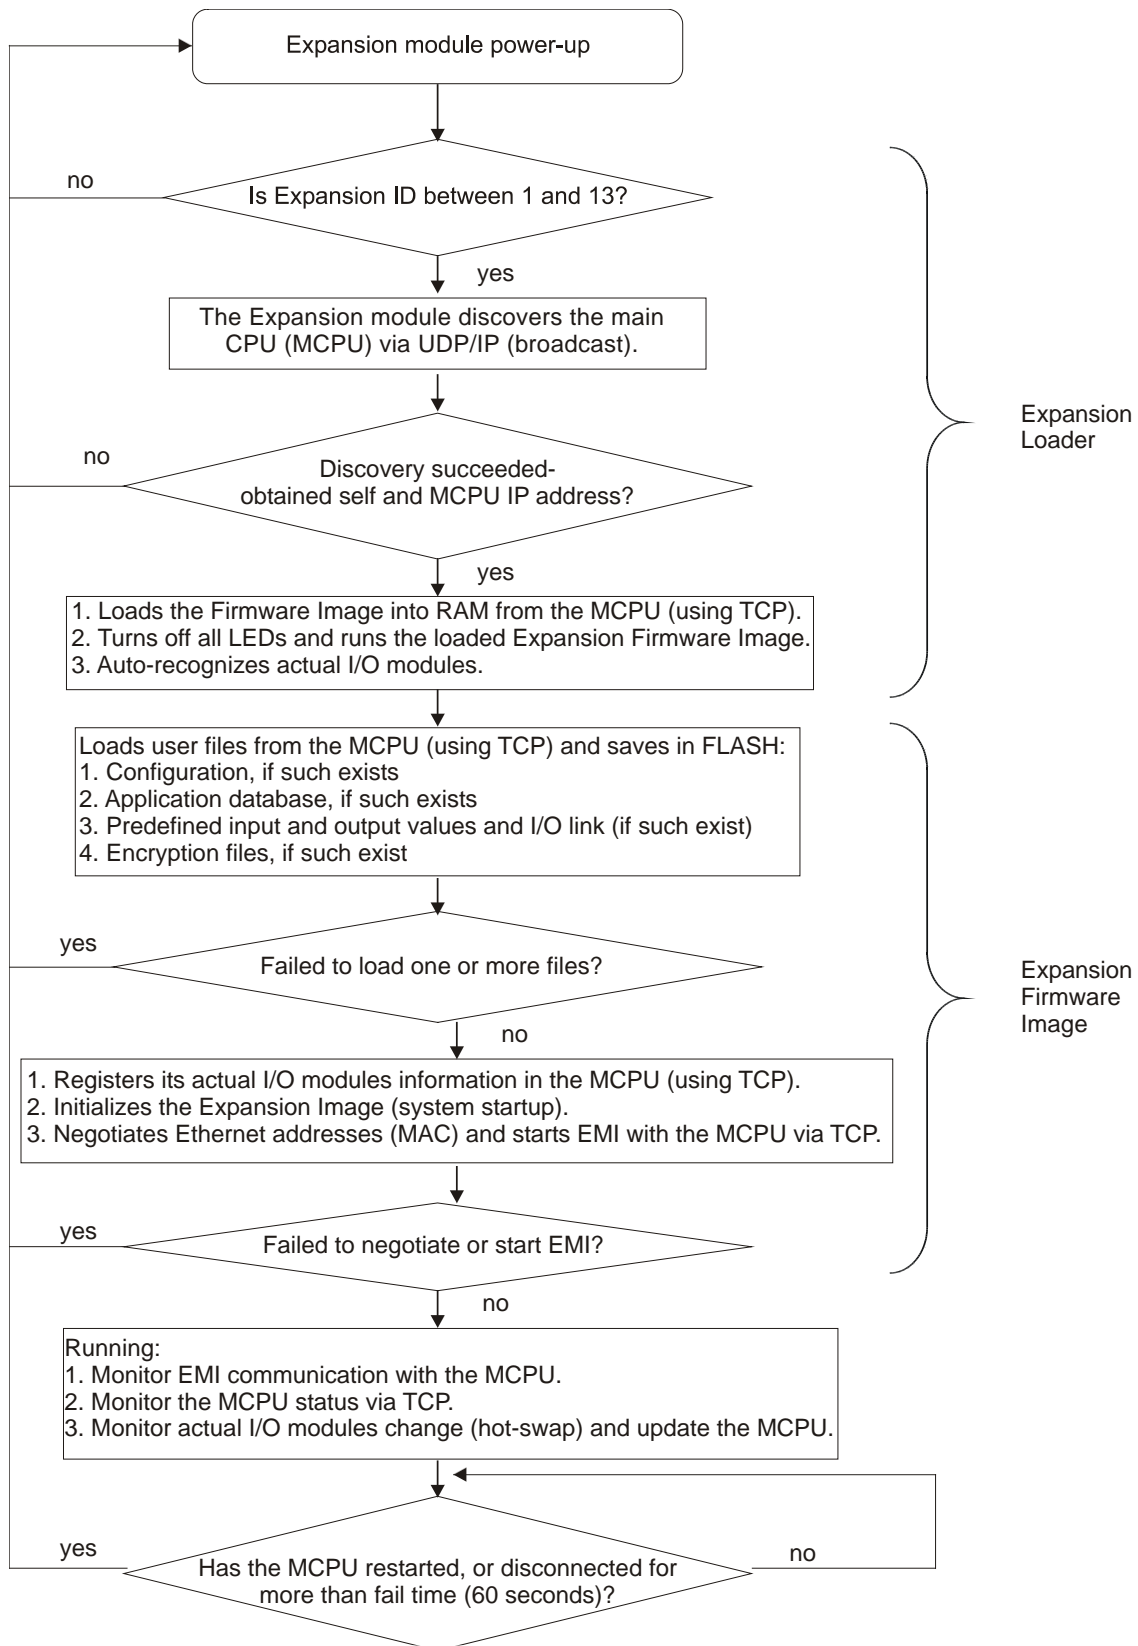 Expansion module power-up
no
Is Expansion ID between 1 and 13?
yes
The Expansion module discovers the main
CPU (MCPU) via UDP/IP (broadcast).
Expansion
Loader
no
Discovery succeeded-
obtained self and MCPU IP address?
yes
1. Loads the Firmware Image into RAM from the MCPU (using TCP).
2. Turns off all LEDs and runs the loaded Expansion Firmware Image.
3. Auto-recognizes actual I/O modules.
Loads user files from the MCPU (using TCP) and saves in FLASH:
1. Configuration, if such exists
2. Application database, if such exists
3. Predefined input and output values and I/O link (if such exist)
4. Encryption files, if such exist
yes
Failed to load one or more files?
Expansion
Firmware
Image
no
1. Registers its actual I/O modules information in the MCPU (using TCP).
2. Initializes the Expansion Image (system startup).
3. Negotiates Ethernet addresses (MAC) and starts EMI with the MCPU via TCP.
yes
Failed to negotiate or start EMI?
no
Running:
1. Monitor EMI communication with the MCPU.
2. Monitor the MCPU status via TCP.
3. Monitor actual I/O modules change (hot-swap) and update the MCPU.
yes
Has the MCPU restarted, or disconnected for
more than fail time (60 seconds)?
no